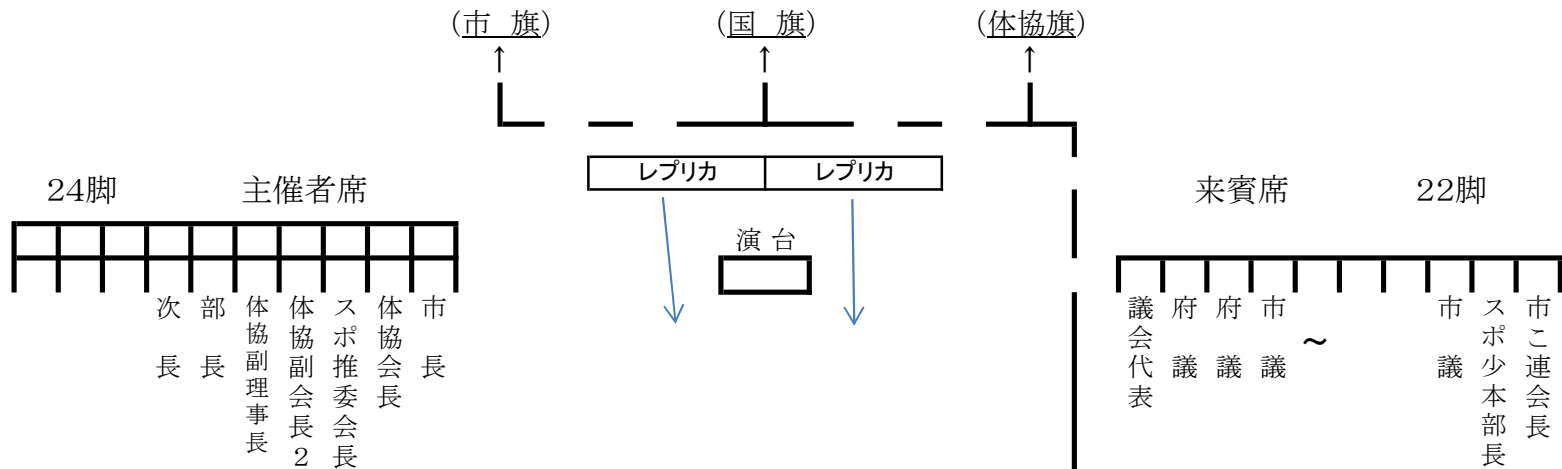 (市 旗)
(国 旗)
(体協旗)
↑
↑
↑
レプリカ
レプリカ
24脚
主催者席
来賓席
22脚
演 台
次長
部長
体協副理事長
体協副会長2
スポ推委会長
体協会長
市長
議会代表
府議
府議
市議
~
市議
スポ少本部長
市こ連会長